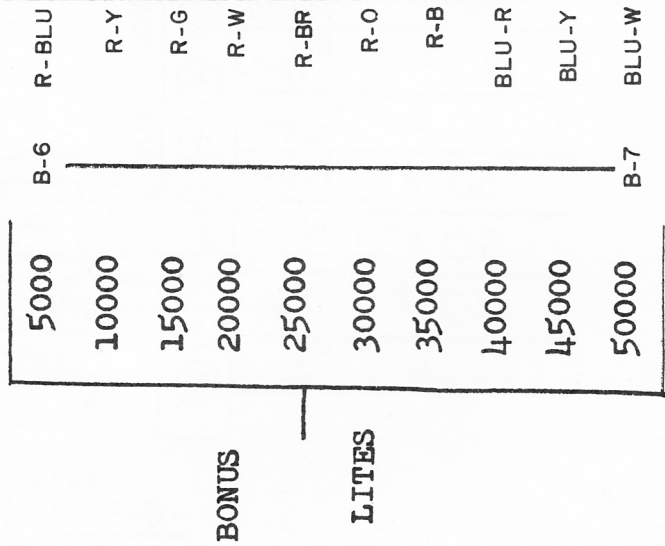 5000 B-6 R-BLU
10000 R-Y
15000 R-G
BONUS 20000 R-W
25000 R-BR
LITES 30000 R-O
35000 R-B
40000 BLU-R
45000 BLU-Y
50000 B-7 BLU-W